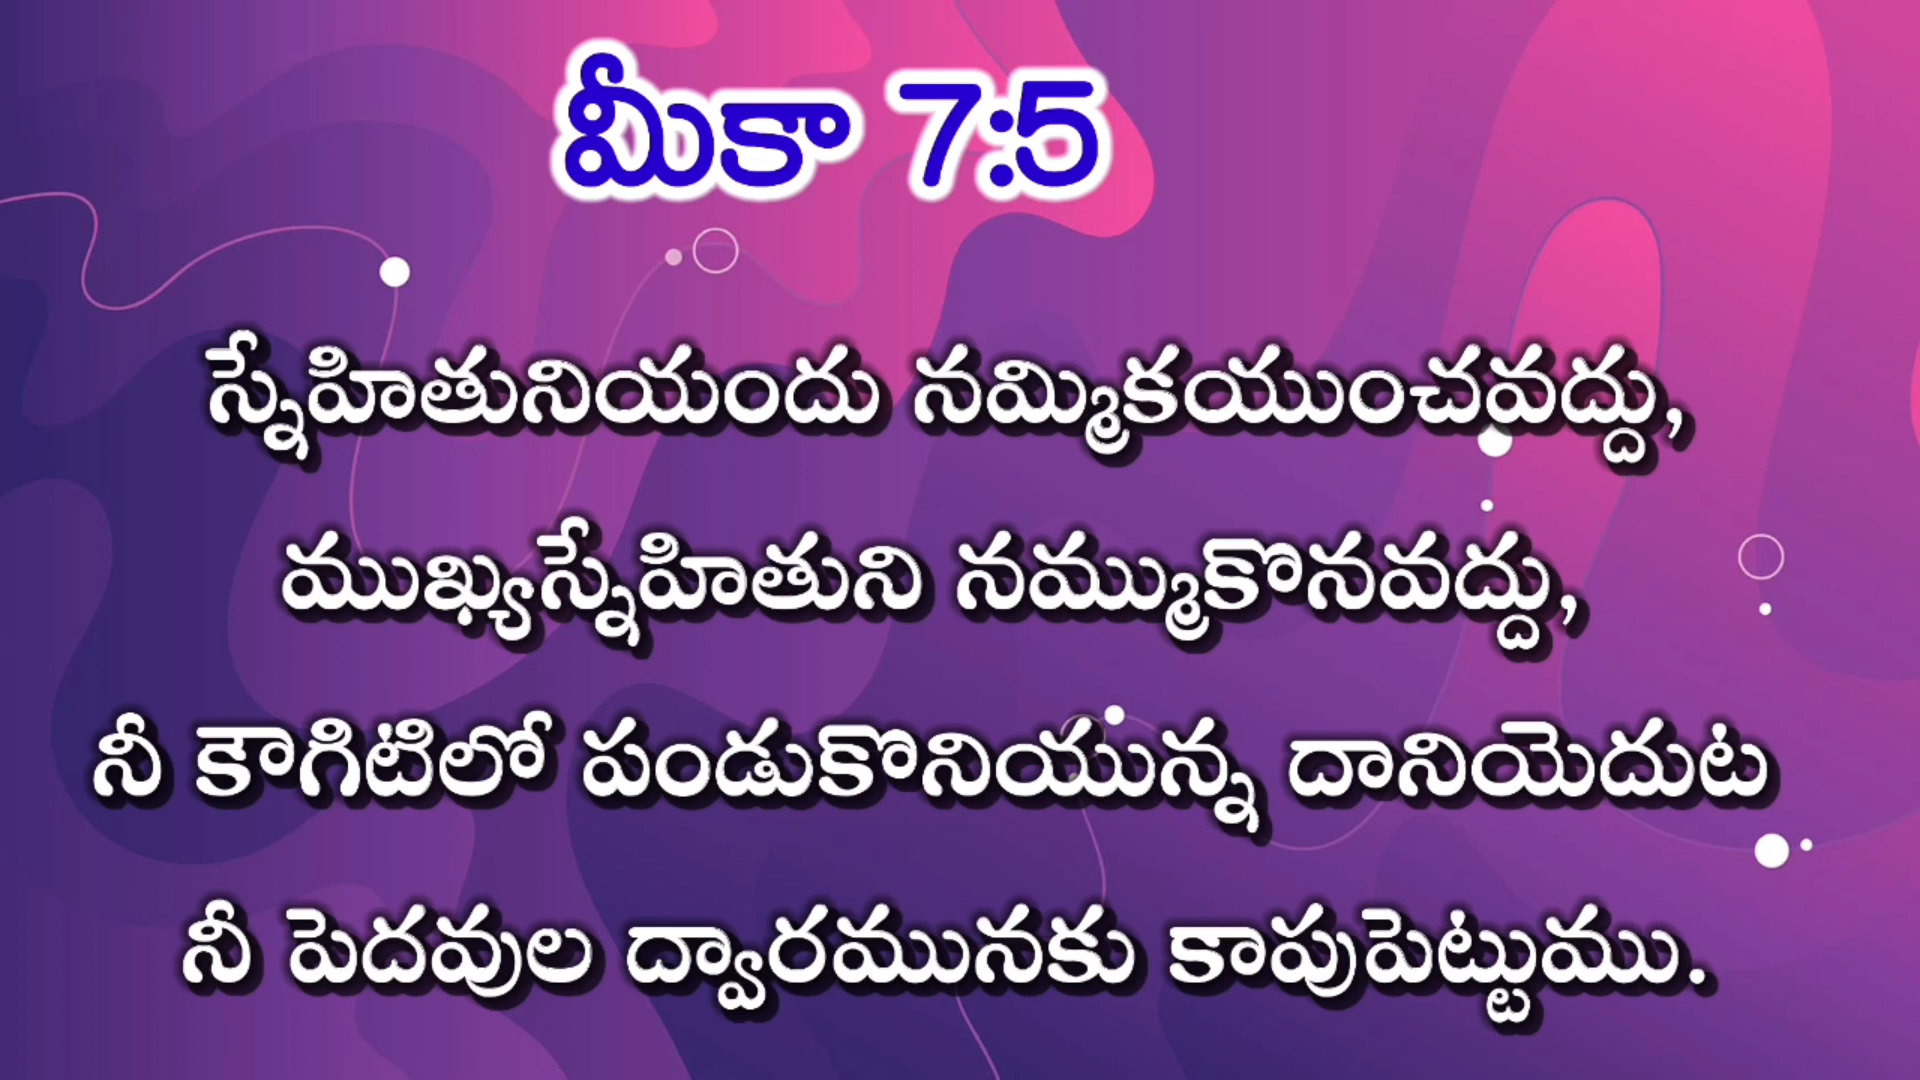 మీకా 7:5
స్నేహితునియందు నమ్మికయుంచవద్దు,
ముఖ్యస్నేహితుని నమ్ముకొనవద్దు,
నీ కౌగిటిలో పండుకొనియున్న దానియెదుట
నీ పెదవుల ద్వారమునకు కాపుపెట్టుము.